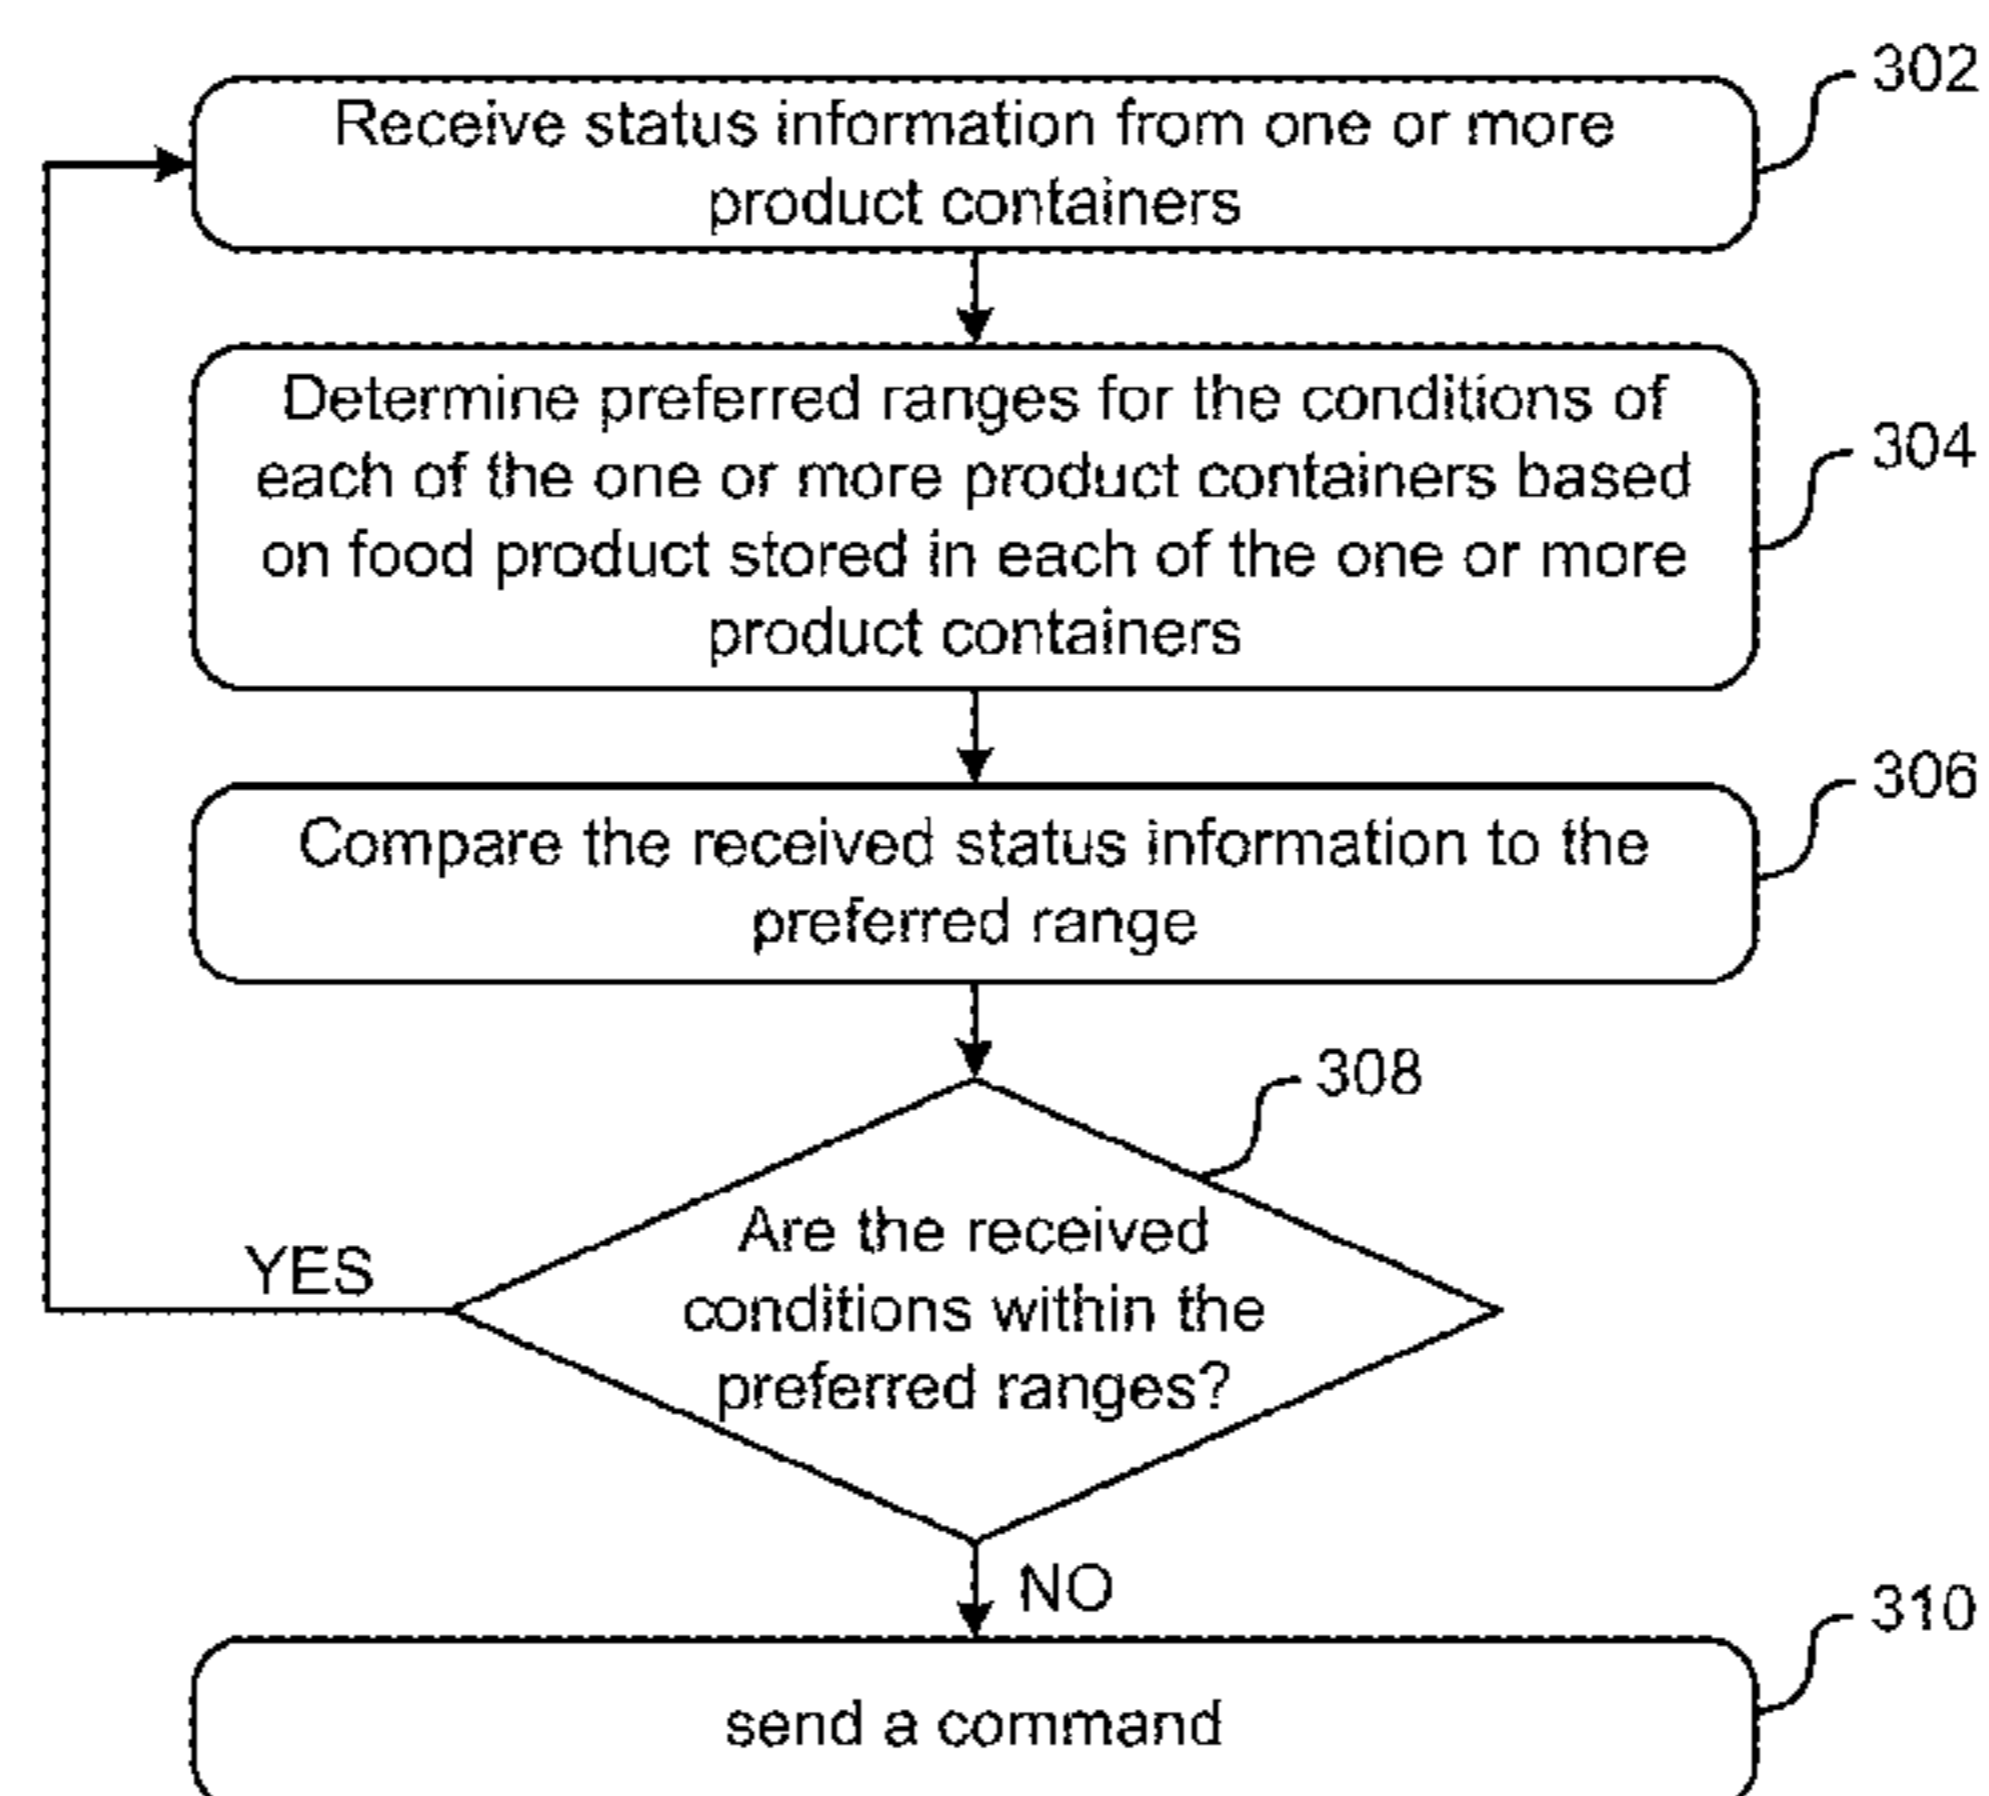 302
Receive status information from one or more
product containers
Determine preferred ranges for the conditions of
each of the one or more product containers based
on food product stored in each of the one or more
product containers
304
306
Compare the received status information to the
preferred range
308
Are the received
conditions within the
preferred ranges?
YES
NO
310
send a command